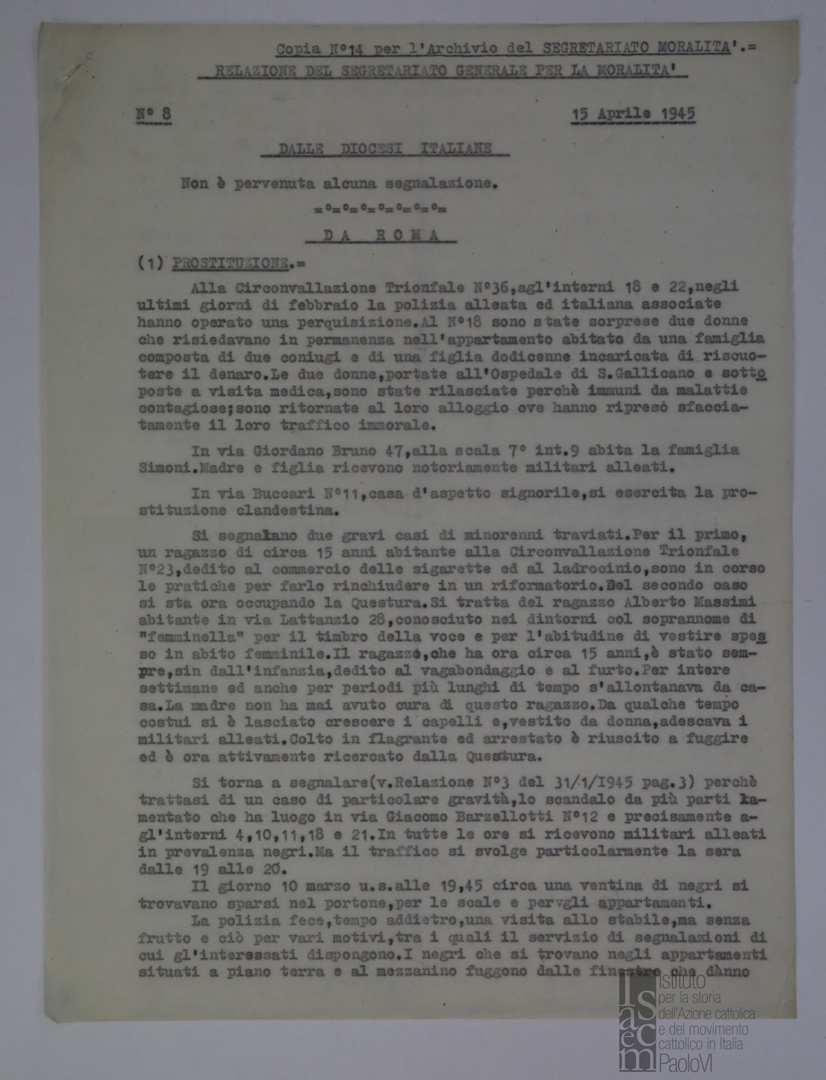 Copia N°14 per l'Archivio del SEGRETARIATO MORALITA'.=
RELAZIONE DEL SEGRETARIATO GENERALE PER LA MORALITA'
N° 8
15 Aprile 1945
DALLE DIOCESI ITALIANE
Non è pervenuta alcuna segnalazione.
=°=°=°=°=°=°=°=
DA ROMA
(1) PROSTITUZIONE.=
Alla Circonvallazione Trionfale N°36,agl'interni 18 e 22,negli
ultimi giorni di febbraio la polizia alleata ed italiana associate
hanno operato una perquisizione.Al N°18 sono state sorprese due donne
che risiedavano in permanenza nell'appartamento abitato da una famiglia
composta di due coniugi e di una figlia dodicenne incaricata di riscuo-
tere il denaro.Le due donne,portate all'Ospedale di S.Gallicano e sotto
poste a visita medica,sono state rilasciate perchè immuni da malattie
contagiose;sono ritornate al loro alloggio ove hanno ripresò sfaccia-
tamente il loro traffico immorale.
In via Giordano Bruno 47,alla scala 7° int.9 abita la famiglia
Simoni.Madre e figlia ricevono notoriamente militari alleati.
In via Buccari N°11,casa d'aspetto signorile,si esercita la pro-
stituzione clandestina.
Si segnalano due gravi casi di minorenni traviati.Per il primo,
un ragazzo di circa 15 anni abitante alla Circonvallazione Trionfale
N°23,dedito al commercio delle sigarette ed al ladrocinio,sono in corso
le pratiche per farlo rinchiudere in un riformatorio.Del secondo caso
si sta ora occupando la Questura.Si tratta del ragazzo Alberto Massimi
abitante in via Lattanzio 28,conosciuto nei dintorni col soprannome di
"femminella" per il timbro della voce e per l'abitudine di vestire spes
so in abito femminile.Il ragazzo,che ha ora circa 15 anni,è stato sem-
pre,sin dall'infanzia,dedito al vagabondaggio e al furto.Per intere
settimane ed anche per periodi più lunghi di tempo s'allontanava da ca-
sa.La madre non ha mai avuto cura di questo ragazzo.Da qualche tempo
costui si è lasciato crescere i capelli e,vestito da donna,adescava i
militari alleati.Colto in flagrante ed arrestato è riuscito a fuggire
ed è ora attivamente ricercato dalla Questura.
Si torna a segnalare(v.Relazione N°3 del 31/1/1945 pag.3) perchè
trattasi di un caso di particolare gravità,lo scandalo da più parti la-
mentato che ha luogo in via Giacomo Barzellotti N°12 e precisamente a-
gl'interni 4,10,11,18 e 21.In tutte le ore si ricevono militari alleati
in prevalenza negri.Ma il traffico si svolge particolarmente la sera
dalle 19 alle 20.
Il giorno 10 marzo u.s.alle 19,45 circa una ventina di negri si
trovavano sparsi nel portone,per le scale e pervgli appartamenti.
La polizia fece,tempo addietro,una visita allo stabile,ma senza
frutto e ciò per vari motivi,tra i quali il servizio di segnalazioni di
cui gl'interessati dispongono.I negri che si trovano negli appartamenti
situati a piano terra e al mezzanino fuggono dalle finestre che dànno
Isacem
Istituto
per la storia
dell'Azione cattolica
e del movimento
cattolico in Italia
PaoloVI